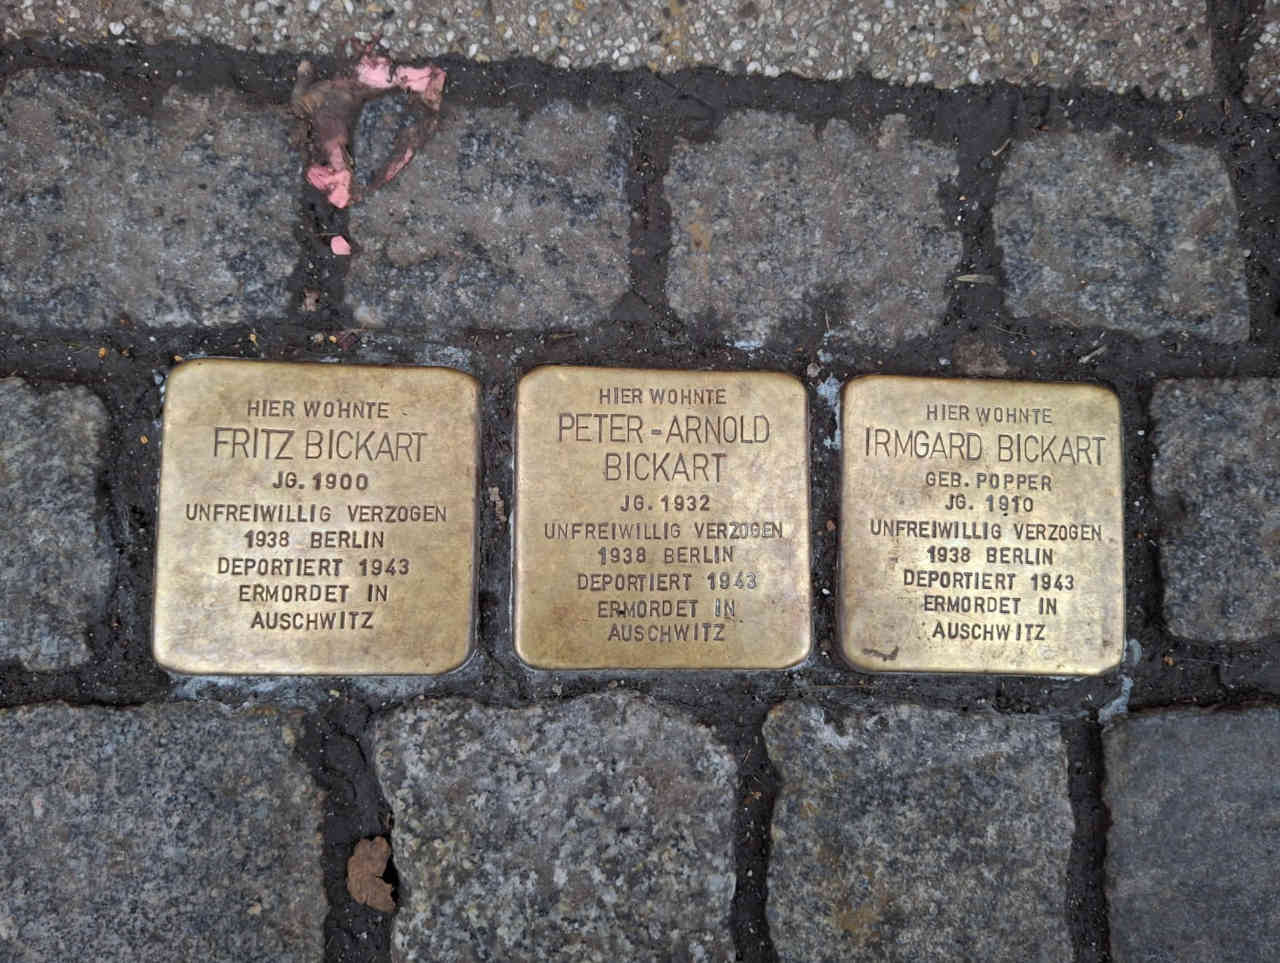 HIER WOHNTE
FRITZ BICKART
JG. 1900
UNFREIWILLIG VERZOGEN
1938 BERLIN
DEPORTIERT 1943
ERMORDET IN
AUSCHWITZ
HIER WOHNTE
PETER-ARNOLD
BICKART
JG. 1932
UNFREIWILLIG VERZOGEN
1938 BERLIN
DEPORTIERT 1943
ERMORDET IN
AUSCHWITZ
HIER WOHNTE
IRMGARD BICKART
GEB. POPPER
JG. 1910
UNFREIWILLIG VERZOGEN
1938 BERLIN
DEPORTIERT 1943
ERMORDET IN
AUSCHWITZ